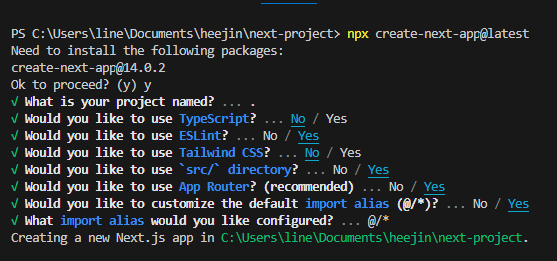 PS C:\Users\line\Documents\heejin\next-project> npx create-next-app@latest
Need to install the following packages:
create-next-app@14.0.2
Ok to proceed? (y) y
√ What is your project named? ... .
√ Would you like to use TypeScript? ... No / Yes
√ Would you like to use ESLint? ... No / Yes
√ Would you like to use Tailwind CSS? ... No / Yes
√ Would you like to use `src/` directory? ... No / Yes
√ Would you like to use App Router? (recommended) ... No / Yes
√ Would you like to customize the default import alias (@/*)? ... No / Yes
√ What import alias would you like configured? ... @/*
Creating a new Next.js app in C:\Users\line\Documents\heejin\next-project.